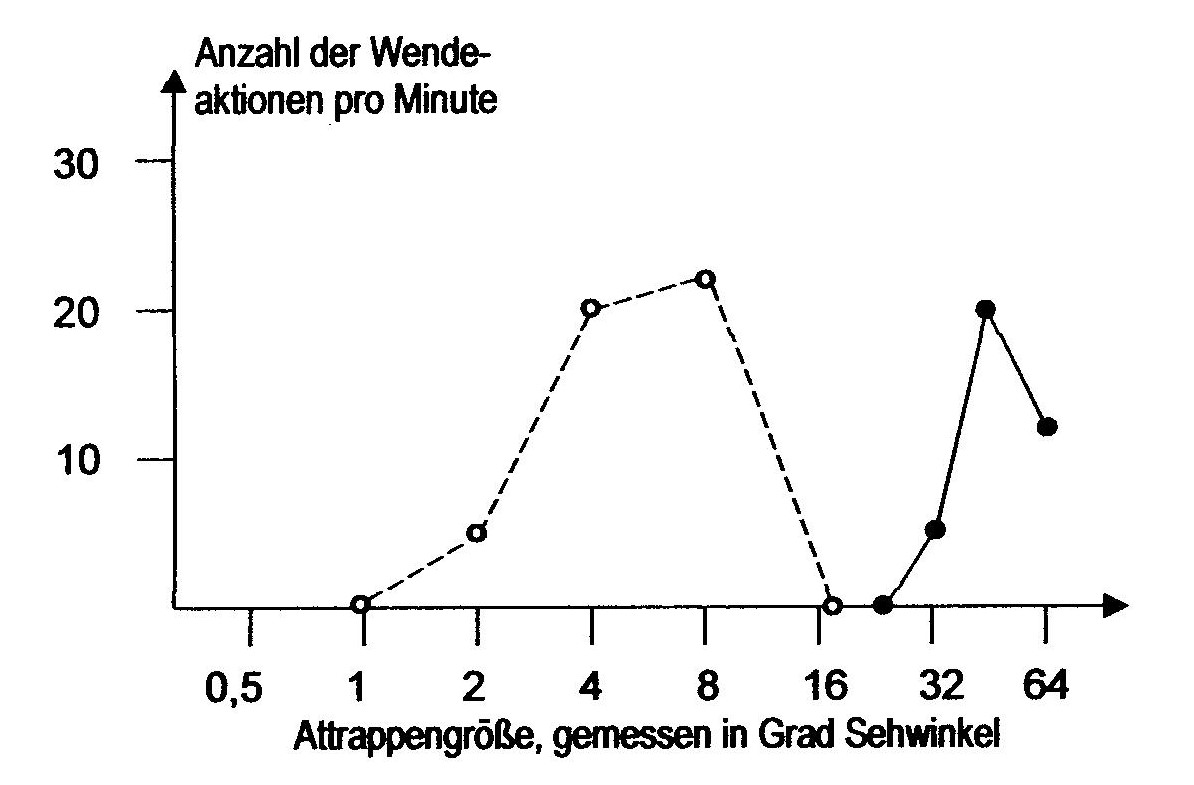 Anzahl der Wende-
aktionen pro Minute
30
20
10
0,5 1 2 4 8 16 32 64
Attrappengröße, gemessen in Grad Sehwinkel